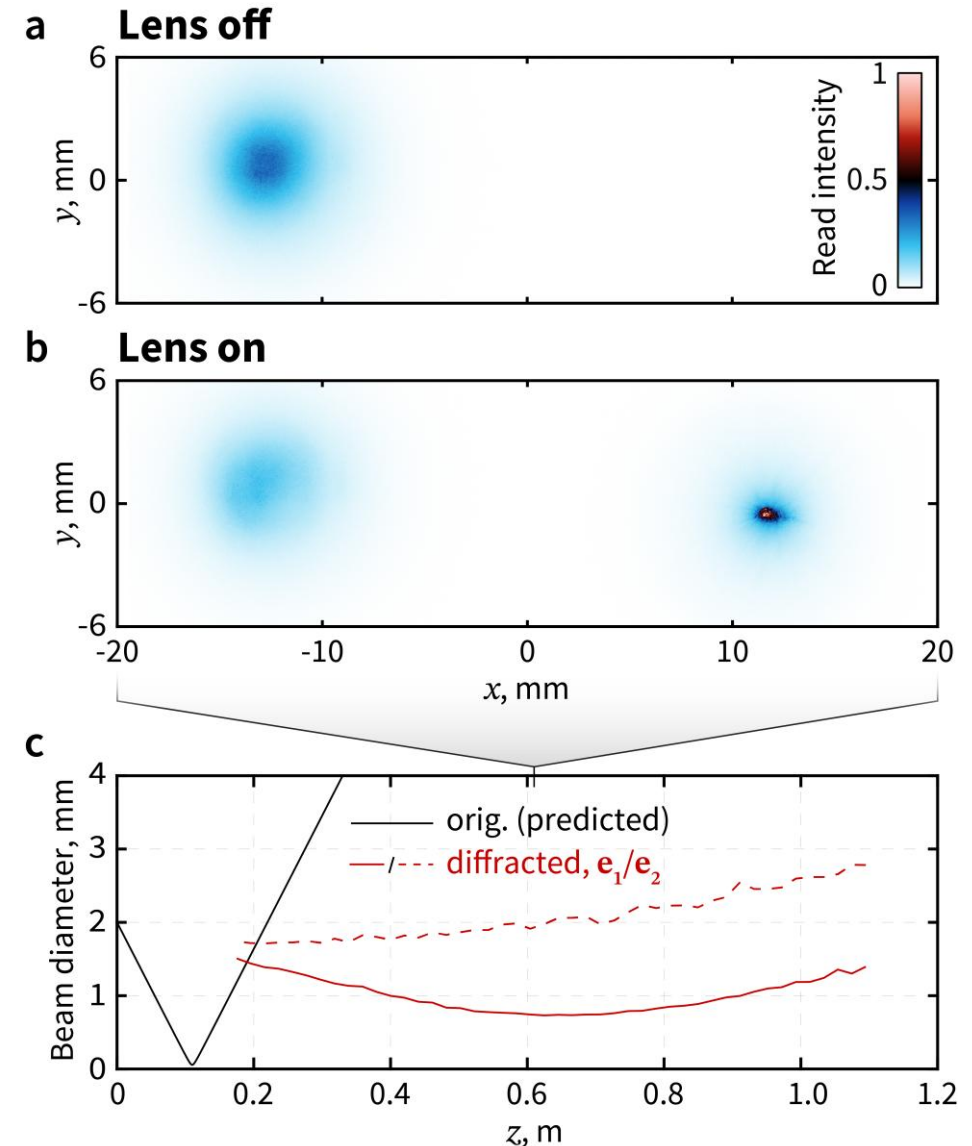 a Lens off
6
0
-6
y, mm
Read intensity
1
0.5
0
b Lens on
6
0
-6
y, mm
-20 -10 0 10 20
x, mm
c
4
3
2
1
0
Beam diameter, mm
orig. (predicted)
/ diffracted, e1/e2
0 0.2 0.4 0.6 0.8 1.0 1.2
z, m